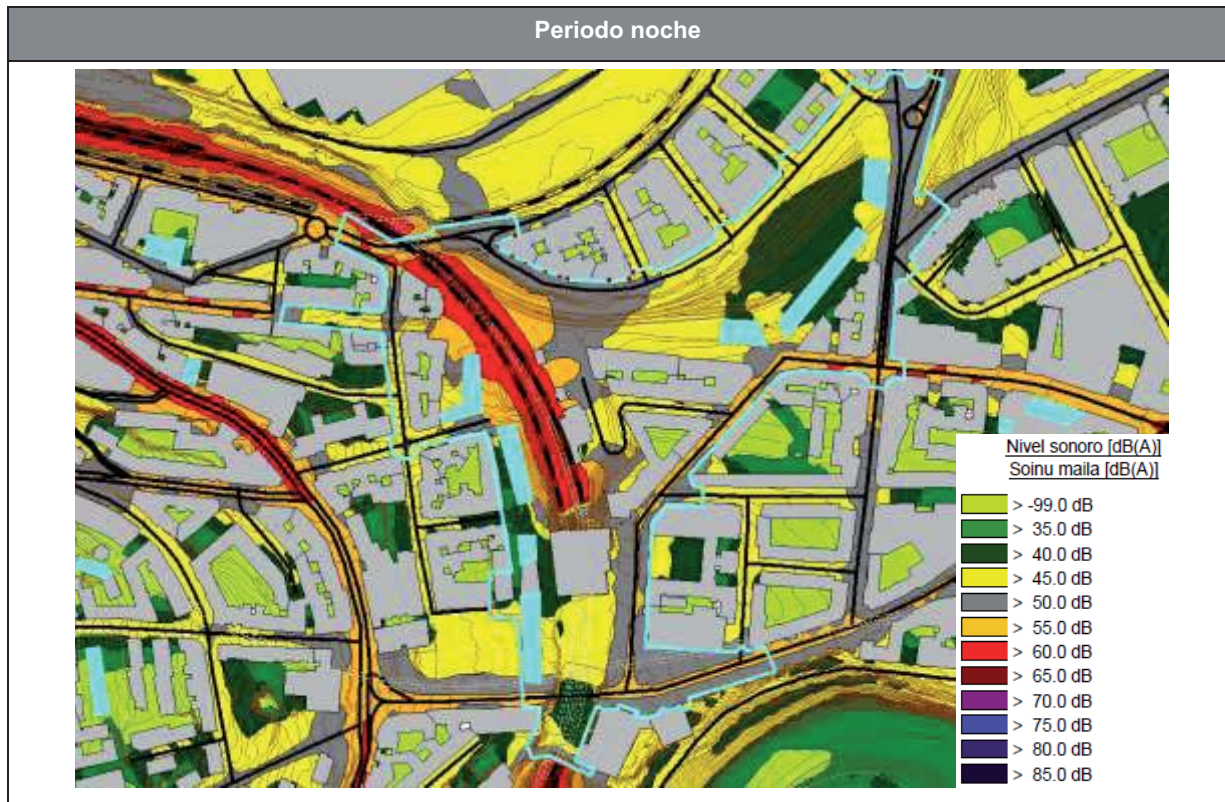 Periodo noche
Nivel sonoro [dB(A)]
Soinu maila [dB(A)]
> -99.0 dB
> 35.0 dB
> 40.0 dB
> 45.0 dB
> 50.0 dB
> 55.0 dB
> 60.0 dB
> 65.0 dB
> 70.0 dB
> 75.0 dB
> 80.0 dB
> 85.0 dB